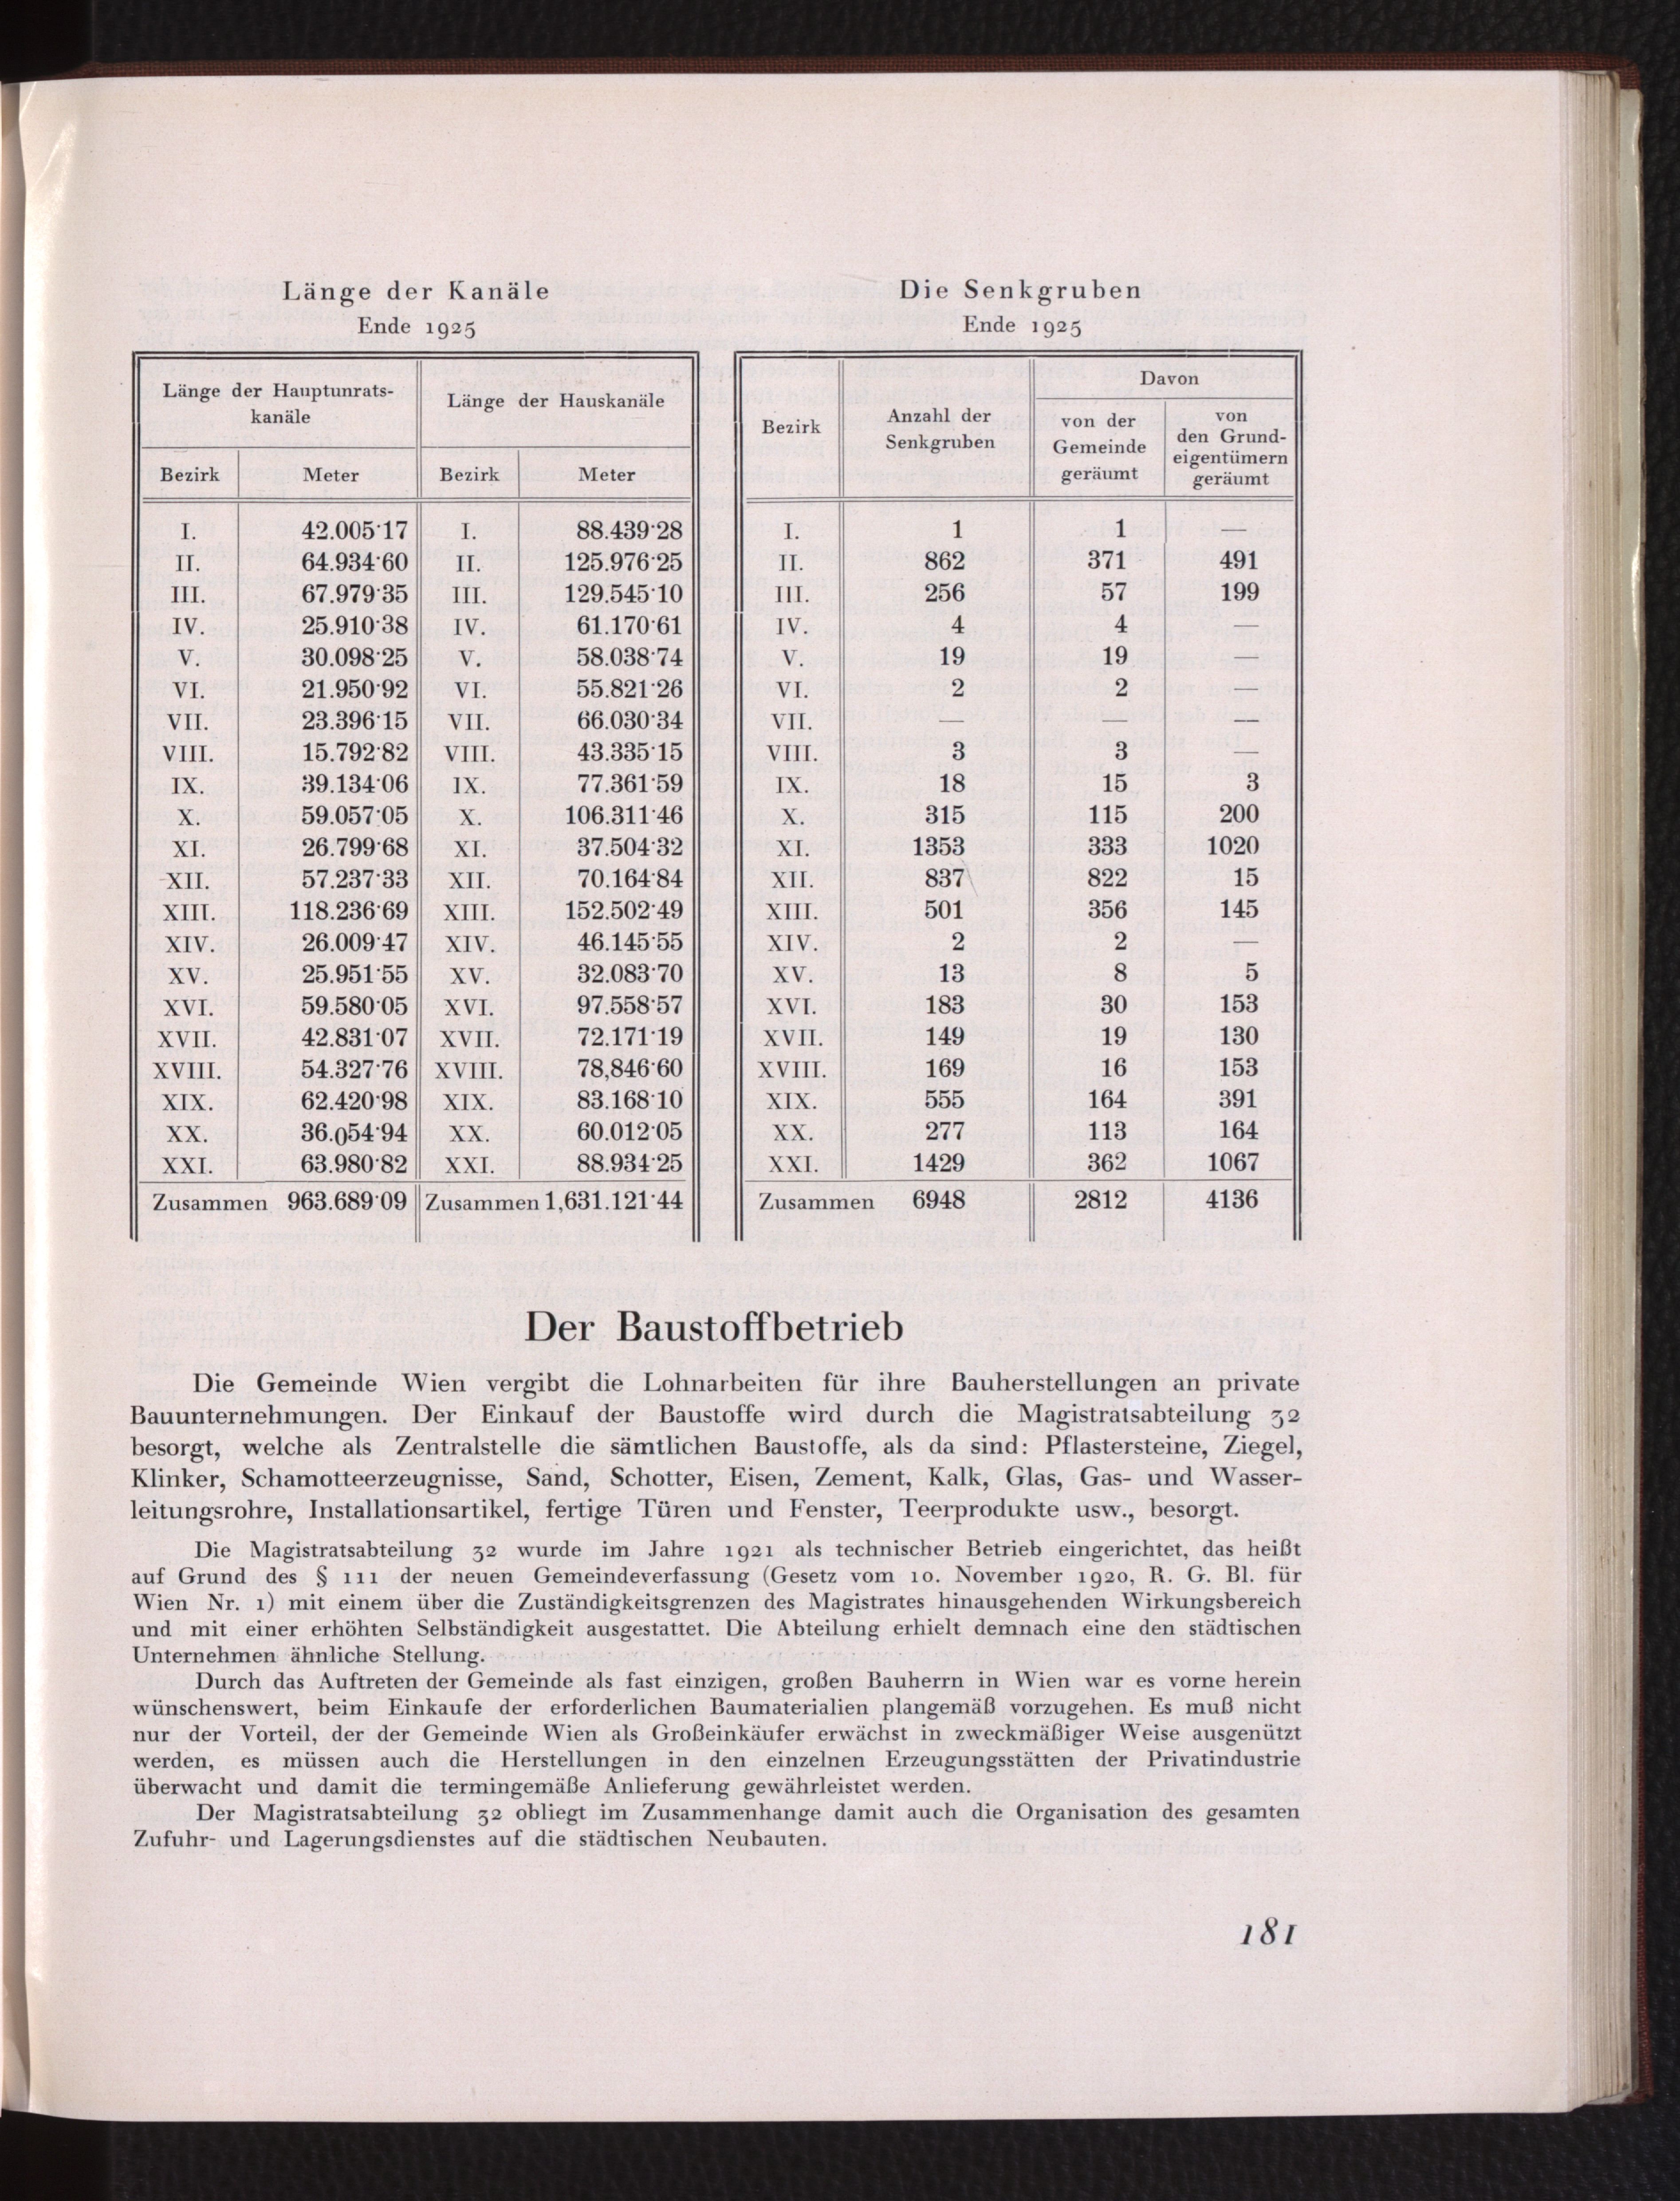 Länge der Kanäle
Ende 1925
Länge der Hauptunrats-
kanäle
Länge der Hauskanäle
Bezirk Meter Bezirk Meter
I. 42.005·17 I. 88.439·28
II. 64.934·60 II. 125.976·25
III. 67.979·35 III. 129.545·10
IV. 25.910·38 IV. 61.170·61
V. 30.098·25 V. 58.038·74
VI. 21.950·92 VI. 55.821·26
VII. 23.396·15 VII. 66.030·34
VIII. 15.792·82 VIII. 43.335·15
IX. 39.134·06 IX. 77.361·59
X. 59.057·05 X. 106.311·46
XI. 26.799·68 XI. 37.504·32
XII. 57.237·33 XII. 70.164·84
XIII. 118.236·69 XIII. 152.502·49
XIV. 26.009·47 XIV. 46.145·55
XV. 25.951·55 XV. 32.083·70
XVI. 59.580·05 XVI. 97.558·57
XVII. 42.831·07 XVII. 72.171·19
XVIII. 54.327·76 XVIII. 78,846·60
XIX. 62.420·98 XIX. 83.168·10
XX. 36.054·94 XX. 60.012·05
XXI. 63.980·82 XXI. 88.934·25
Zusammen 963.689·09 Zusammen 1,631.121·44
Die Senkgruben
Ende 1925
Bezirk
Anzahl der
Senkgruben
Davon
von der
Gemeinde
geräumt
von
den Grund-
eigentümern
geräumt
I. 1 1 —
II. 862 371 491
III. 256 57 199
IV. 4 4 —
V. 19 19 —
VI. 2 2 —
VII. — — —
VIII. 3 3 —
IX. 18 15 3
X. 315 115 200
XI. 1353 333 1020
XII. 837 822 15
XIII. 501 356 145
XIV. 2 2 —
XV. 13 8 5
XVI. 183 30 153
XVII. 149 19 130
XVIII. 169 16 153
XIX. 555 164 391
XX. 277 113 164
XXI. 1429 362 1067
Zusammen 6948 2812 4136
Der Baustoffbetrieb
Die Gemeinde Wien vergibt die Lohnarbeiten für ihre Bauherstellungen an private
Bauunternehmungen. Der Einkauf der Baustoffe wird durch die Magistratsabteilung 32
besorgt, welche als Zentralstelle die sämtlichen Baustoffe, als da sind: Pflastersteine, Ziegel,
Klinker, Schamotteerzeugnisse, Sand, Schotter, Eisen, Zement, Kalk, Glas, Gas- und Wasser-
leitungsrohre, Installationsartikel, fertige Türen und Fenster, Teerprodukte usw., besorgt.
Die Magistratsabteilung 32 wurde im Jahre 1921 als technischer Betrieb eingerichtet, das heißt
auf Grund des § 111 der neuen Gemeindeverfassung (Gesetz vom 10. November 1920, R. G. Bl. für
Wien Nr. 1) mit einem über die Zuständigkeitsgrenzen des Magistrates hinausgehenden Wirkungsbereich
und mit einer erhöhten Selbständigkeit ausgestattet. Die Abteilung erhielt demnach eine den städtischen
Unternehmen ähnliche Stellung.
Durch das Auftreten der Gemeinde als fast einzigen, großen Bauherrn in Wien war es vorne herein
wünschenswert, beim Einkaufe der erforderlichen Baumaterialien plangemäß vorzugehen. Es muß nicht
nur der Vorteil, der der Gemeinde Wien als Großeinkäufer erwächst in zweckmäßiger Weise ausgenützt
werden, es müssen auch die Herstellungen in den einzelnen Erzeugungsstätten der Privatindustrie
überwacht und damit die termingemäße Anlieferung gewährleistet werden.
Der Magistratsabteilung 32 obliegt im Zusammenhange damit auch die Organisation des gesamten
Zufuhr- und Lagerungsdienstes auf die städtischen Neubauten.
181